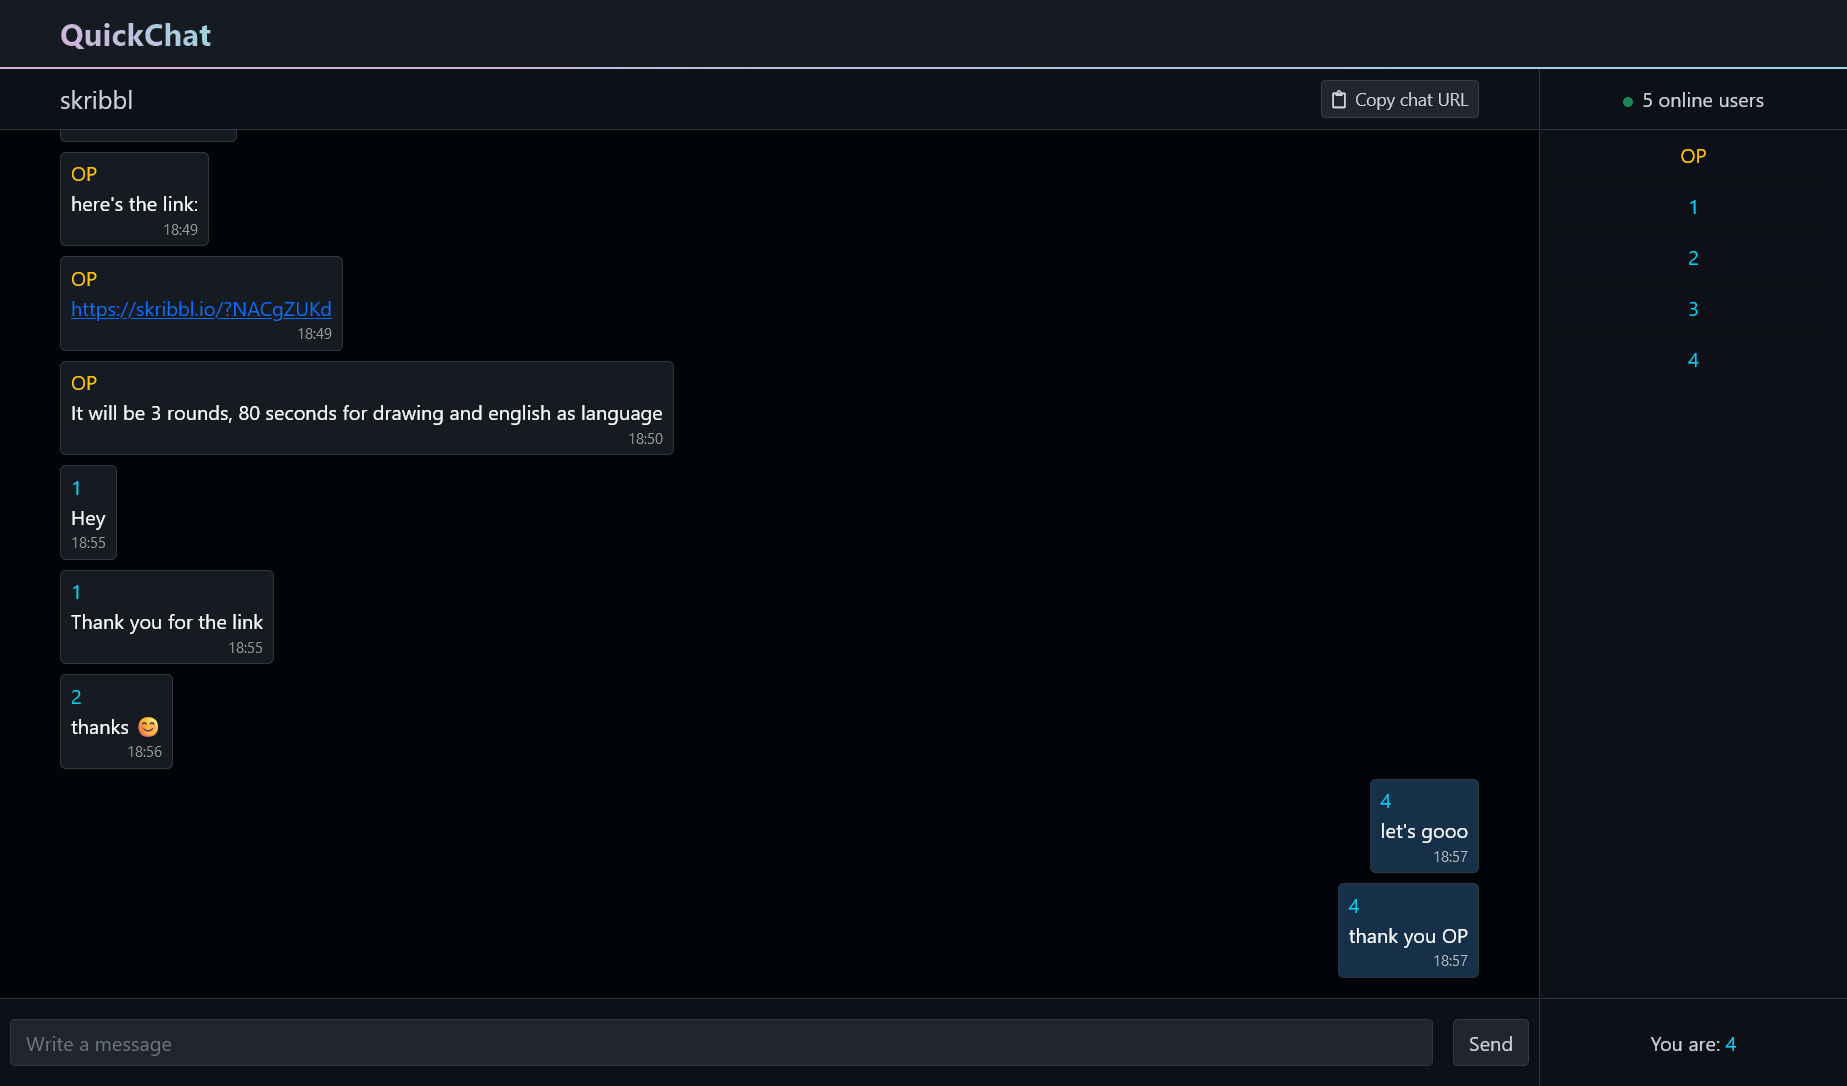 QuickChat
skribbl
Copy chat URL
5 online users
OP
here's the link:
18:49
OP
https://skribbl.io/?NACgZUKd
18:49
OP
It will be 3 rounds, 80 seconds for drawing and english as language
18:50
1
Hey
18:55
1
Thank you for the link
18:55
2
thanks 😊
18:56
4
let's gooo
18:57
4
thank you OP
18:57
Write a message
Send
OP
1
2
3
4
You are: 4